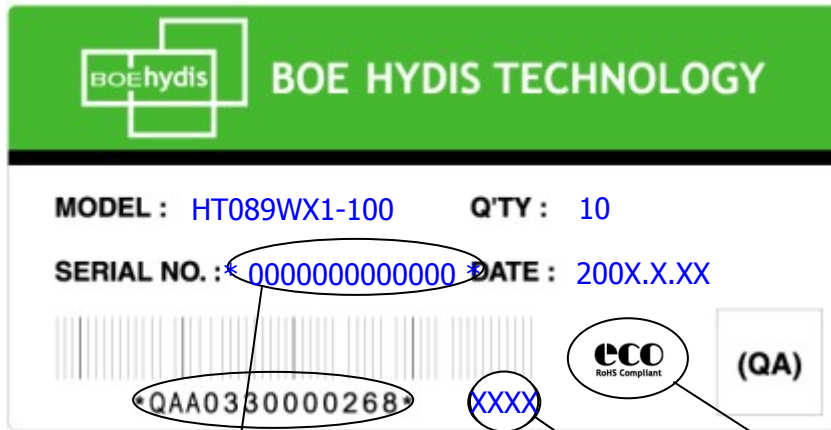 BOEhydis BOE HYDIS TECHNOLOGY
MODEL : HT089WX1-100 Q'TY : 10
SERIAL NO. : * 0000000000000 * DATE : 200X.X.XX
eco
RoHS Compliant
(QA)
*QAA0330000268* XXXX